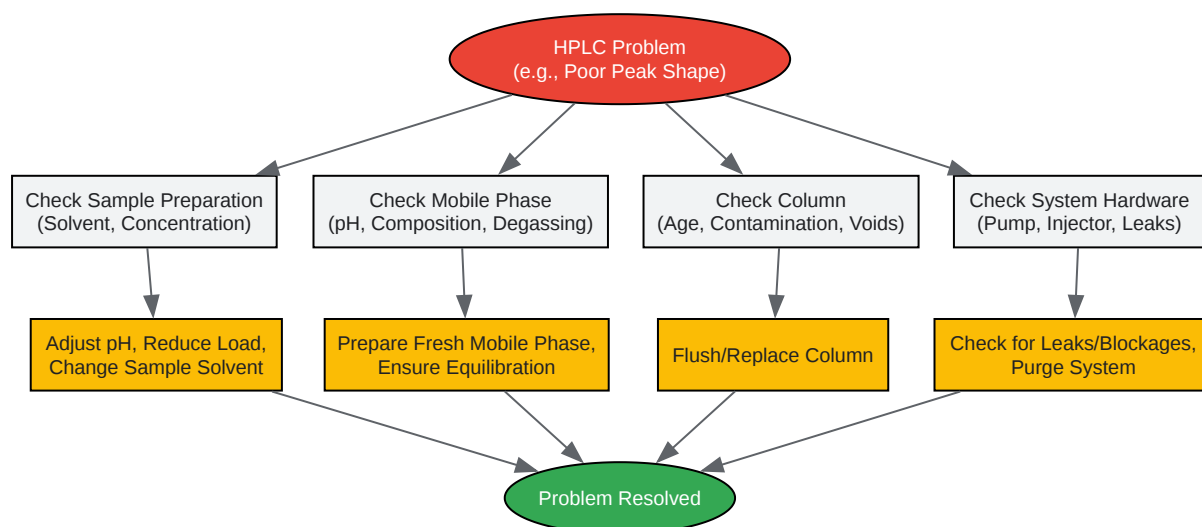 HPLC Problem
(e.g., Poor Peak Shape)
Check Sample Preparation
(Solvent, Concentration)
Check Mobile Phase
(pH, Composition, Degassing)
Check Column
(Age, Contamination, Voids)
Check System Hardware
(Pump, Injector, Leaks)
Adjust pH, Reduce Load,
Change Sample Solvent
Prepare Fresh Mobile Phase,
Ensure Equilibration
Flush/Replace Column
Check for Leaks/Blockages,
Purge System
Problem Resolved